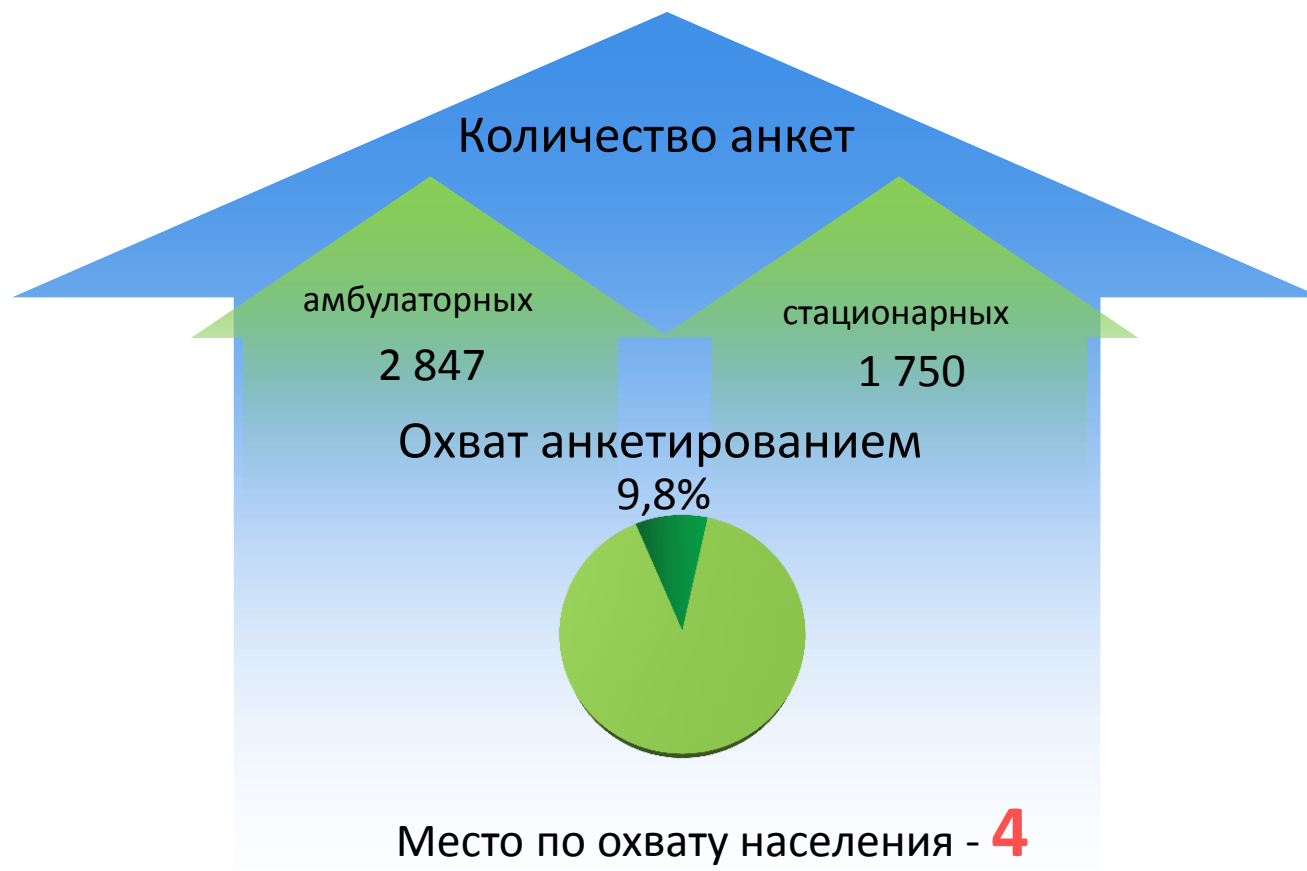 Количество анкет
амбулаторных
2 847
стационарных
1 750
Охват анкетированием
9,8%
Место по охвату населения - 4